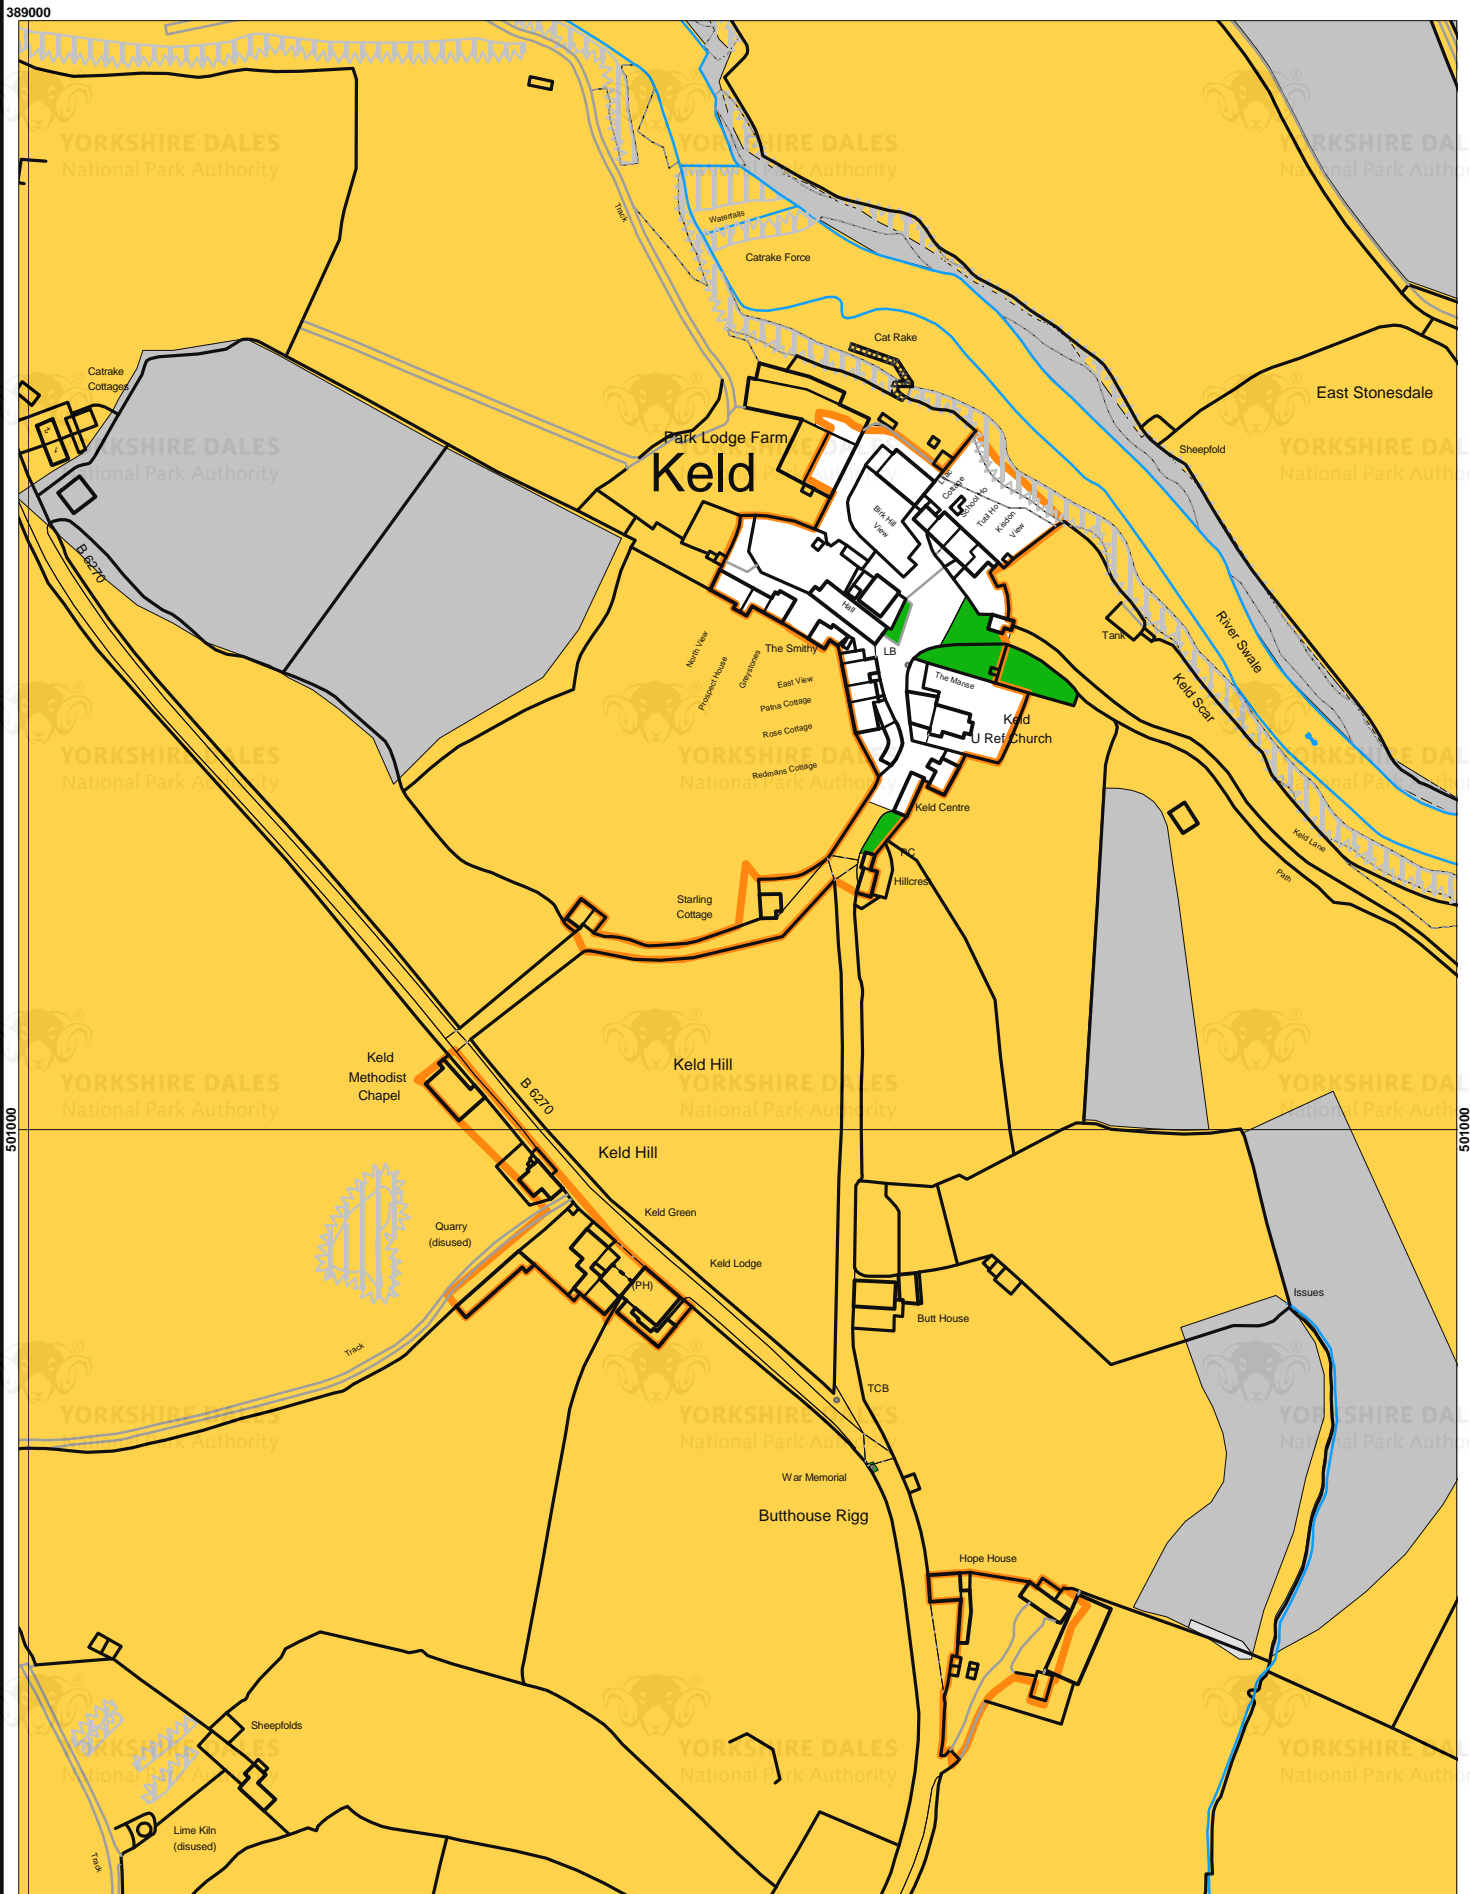 389000
YORKSHIRE DALES
National Park Authority
Track
Waterfalls
Catrake Force
Cat Rake
Catrake
Cottages
East Stonesdale
Park Lodge Farm
Keld
Sheepfold
Cottage
School Ho
Tutil Ho
Kisdon
View
Birk Hill
View
B 6270
Hall
Tank
River Swale
The Smithy
LB
North View
Prospect House
Greystones
East View
The Manse
Keld Scar
Patna Cottage
Rose Cottage
Keld
U Ref Church
Redmans Cottage
Keld Centre
Keld Lane
Path
PC
Hillcres
Starling
Cottage
Keld Hill
Keld
Methodist
Chapel
B 6270
501000
501000
Keld Hill
Keld Green
Quarry
(disused)
Keld Lodge
(PH)
Issues
Butt House
Track
TCB
War Memorial
Butthouse Rigg
Hope House
Sheepfolds
Lime Kiln
(disused)
Track